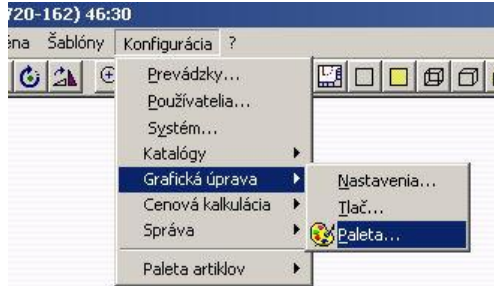 720-162) 46:30
éna Šablóny Konfigurácia ?
Prevádzky...
Používatelia...
Systém...
Katalógy
Grafická úprava
Cenová kalkulácia
Správa
Paleta artiklov
Nastavenia...
Tlač...
Paleta...